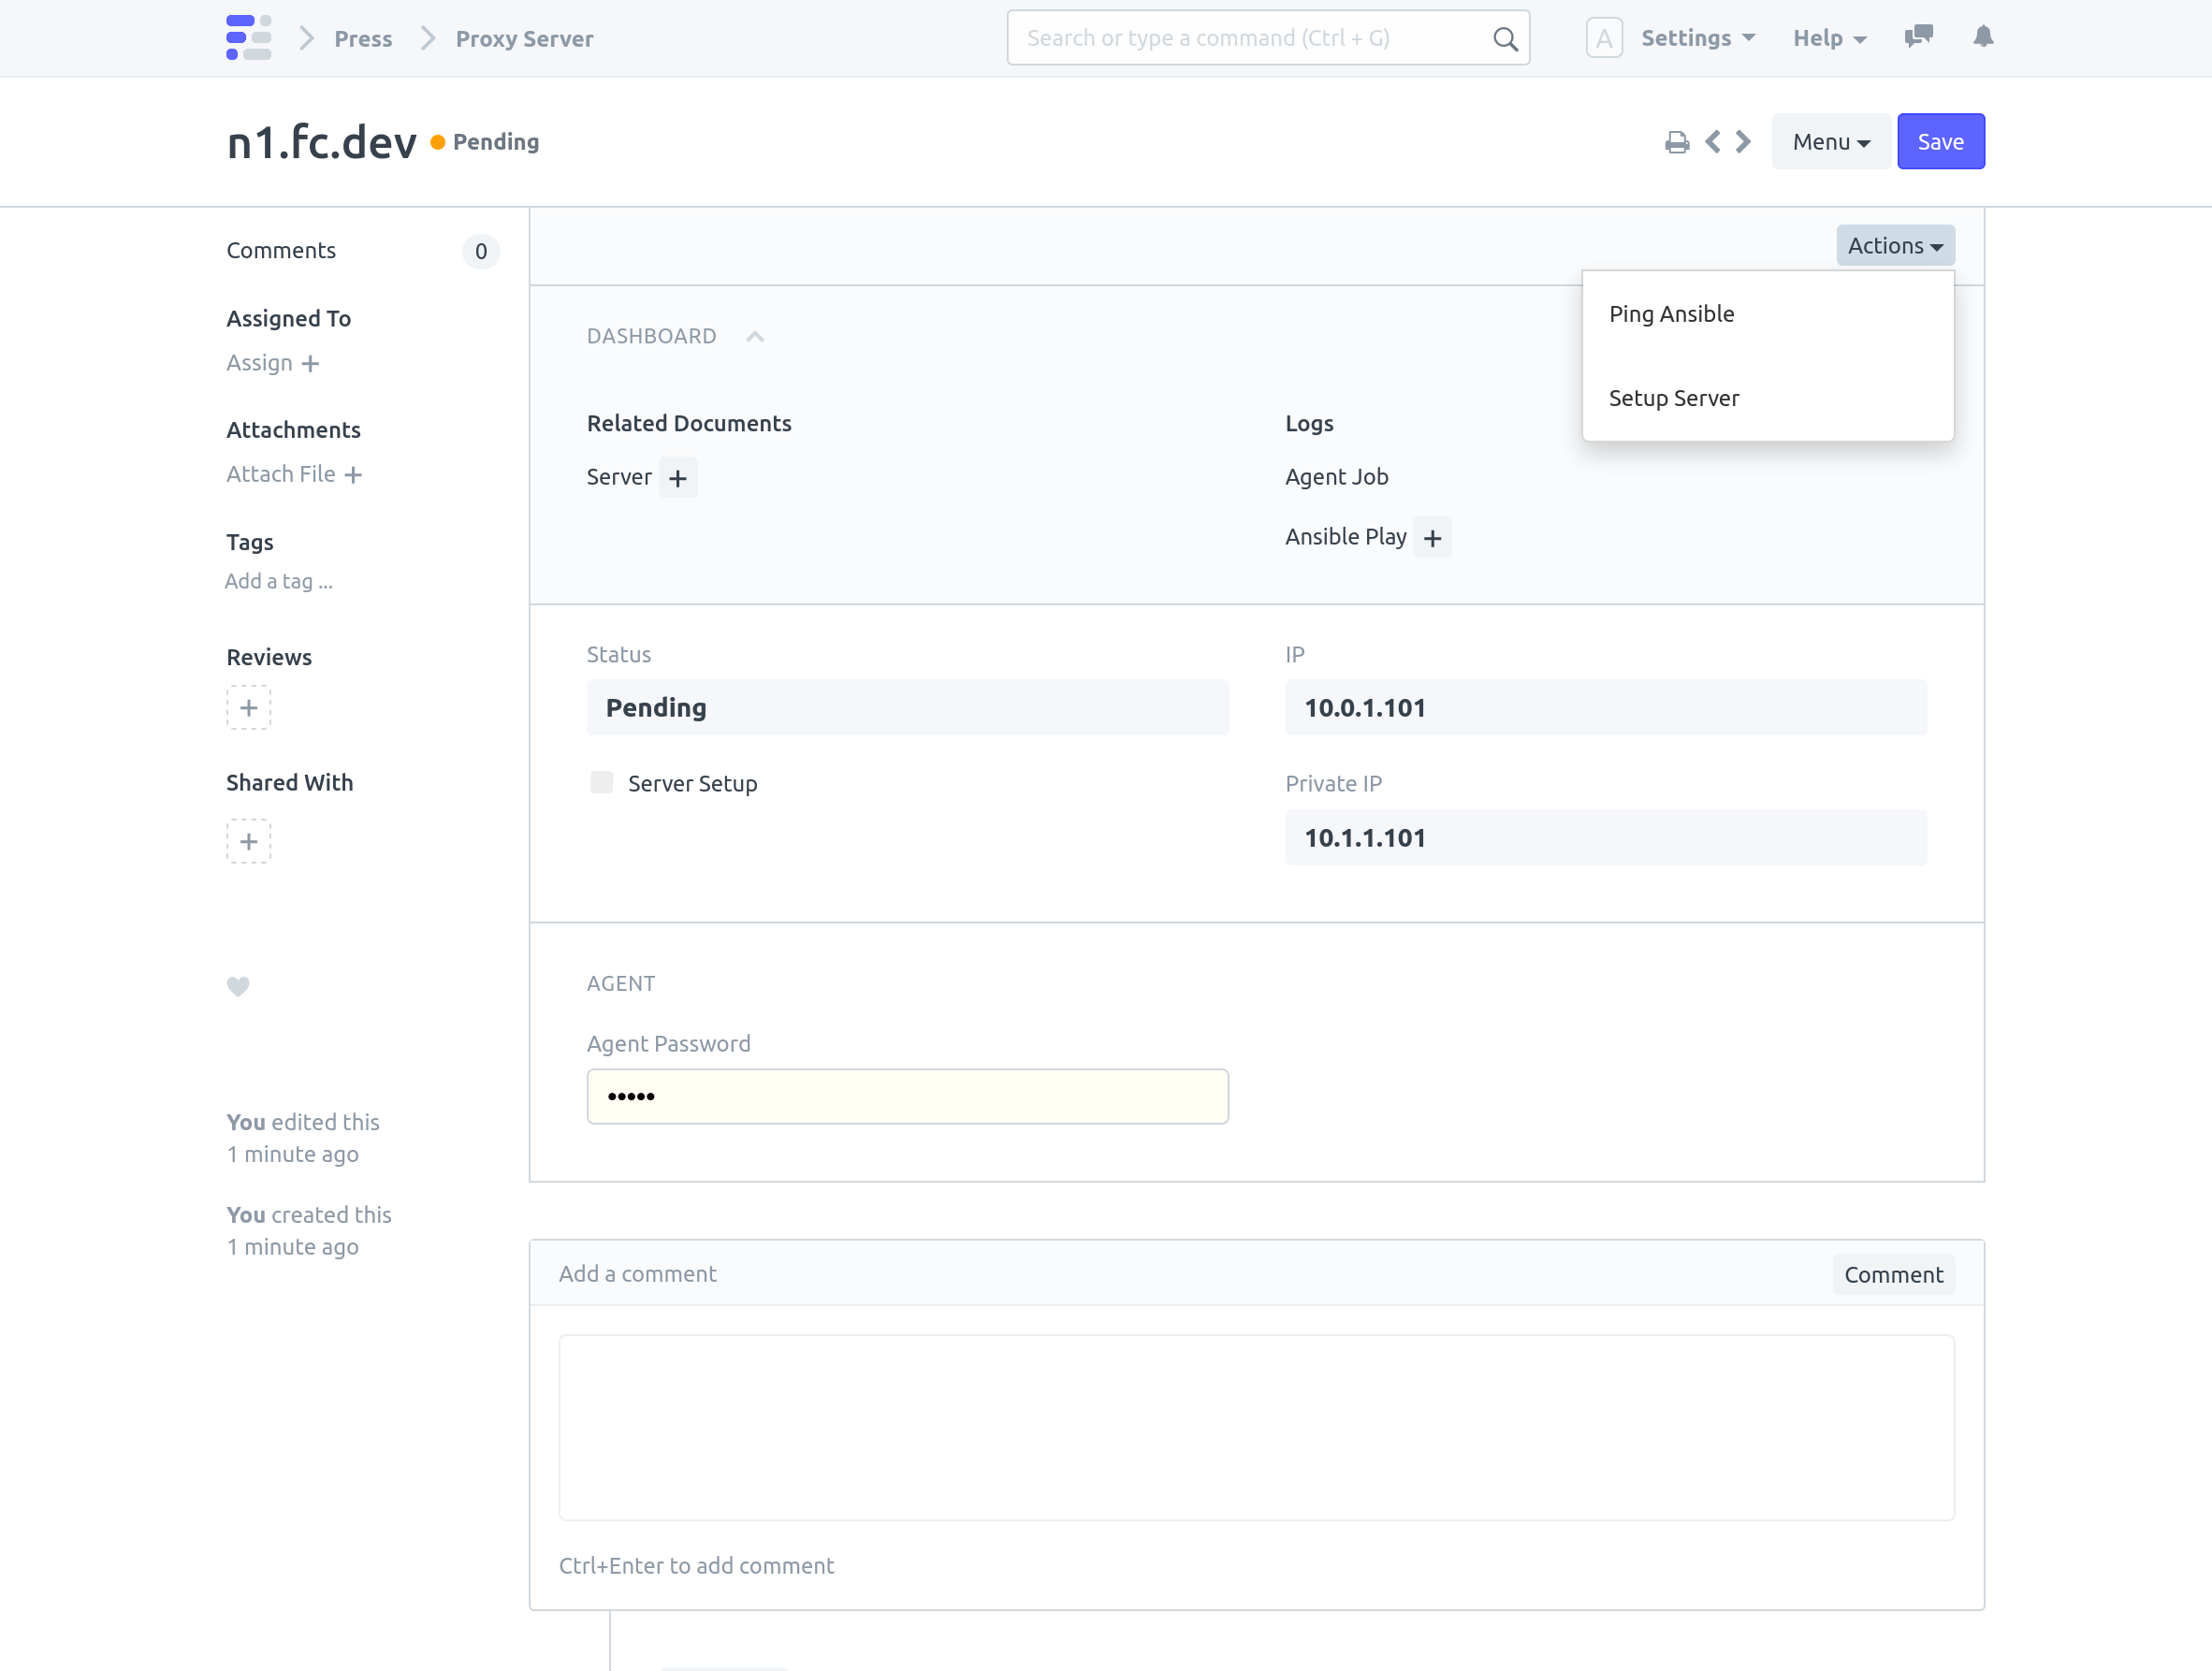 Press
Proxy Server
Search or type a command (Ctrl + G)
A
Settings
Help
n1.fc.dev
Pending
Menu
Save
Comments
0
Actions
Ping Ansible
Setup Server
Assigned To
Assign
Attachments
Attach File
Tags
Add a tag ...
Reviews
Shared With
DASHBOARD
Related Documents
Server
Logs
Agent Job
Ansible Play
Status
Pending
Server Setup
IP
10.0.1.101
Private IP
10.1.1.101
AGENT
Agent Password
•••••
You edited this
1 minute ago
You created this
1 minute ago
Add a comment
Comment
Ctrl+Enter to add comment